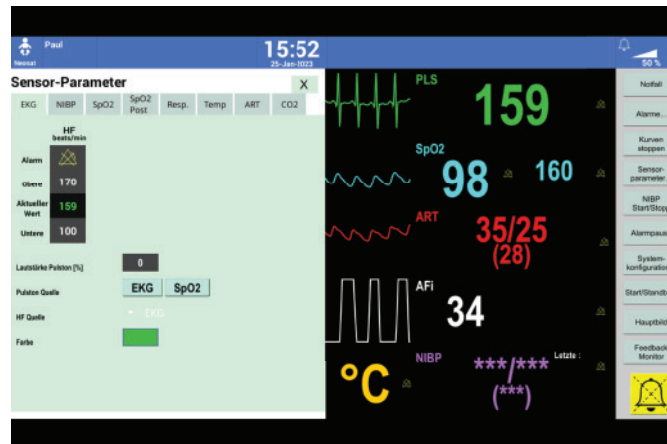 Paul
Neonat
15:52
25-Jan-1023
50 %
Sensor-Parameter
X
EKG
NIBP
SpO2
SpO2 Post
Resp.
Temp
ART
CO2
HF
beats/min
Alarm
Obere 170
Aktueller Wert 159
Untere 100
Lautstärke Pulston [%] 0
Pulston Quelle EKG SpO2
HF Quelle EKG
Farbe
PLS
159
SpO2
98
160
ART
35/25
(28)
AFi
34
°C
NIBP
***/***
(***)
Letzte :
Notfall
Alarme...
Kurven
stoppen
Sensor-
parameter
NIBP
Start/Stopp
Alarmpaus
System-
konfiguration
Start/Standb
Hauptbild
Feedback
Monitor